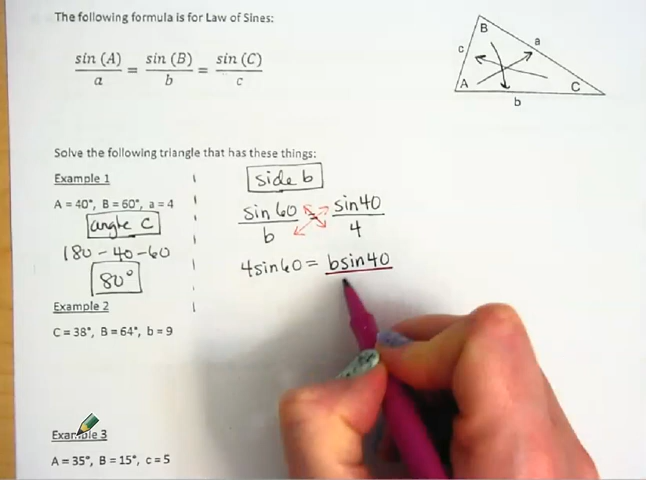 The following formula is for Law of Sines:
sin (A)/a = sin (B)/b = sin (C)/c
B
c
a
A
C
b
Solve the following triangle that has these things:
Example 1
A = 40°, B = 60°, a = 4
angle C
180 - 40 - 60
80°
side b
sin 60/b = sin 40/4
4sin60 = bsin40
Example 2
C = 38°, B = 64°, b = 9
Example 3
A = 35°, B = 15°, c = 5